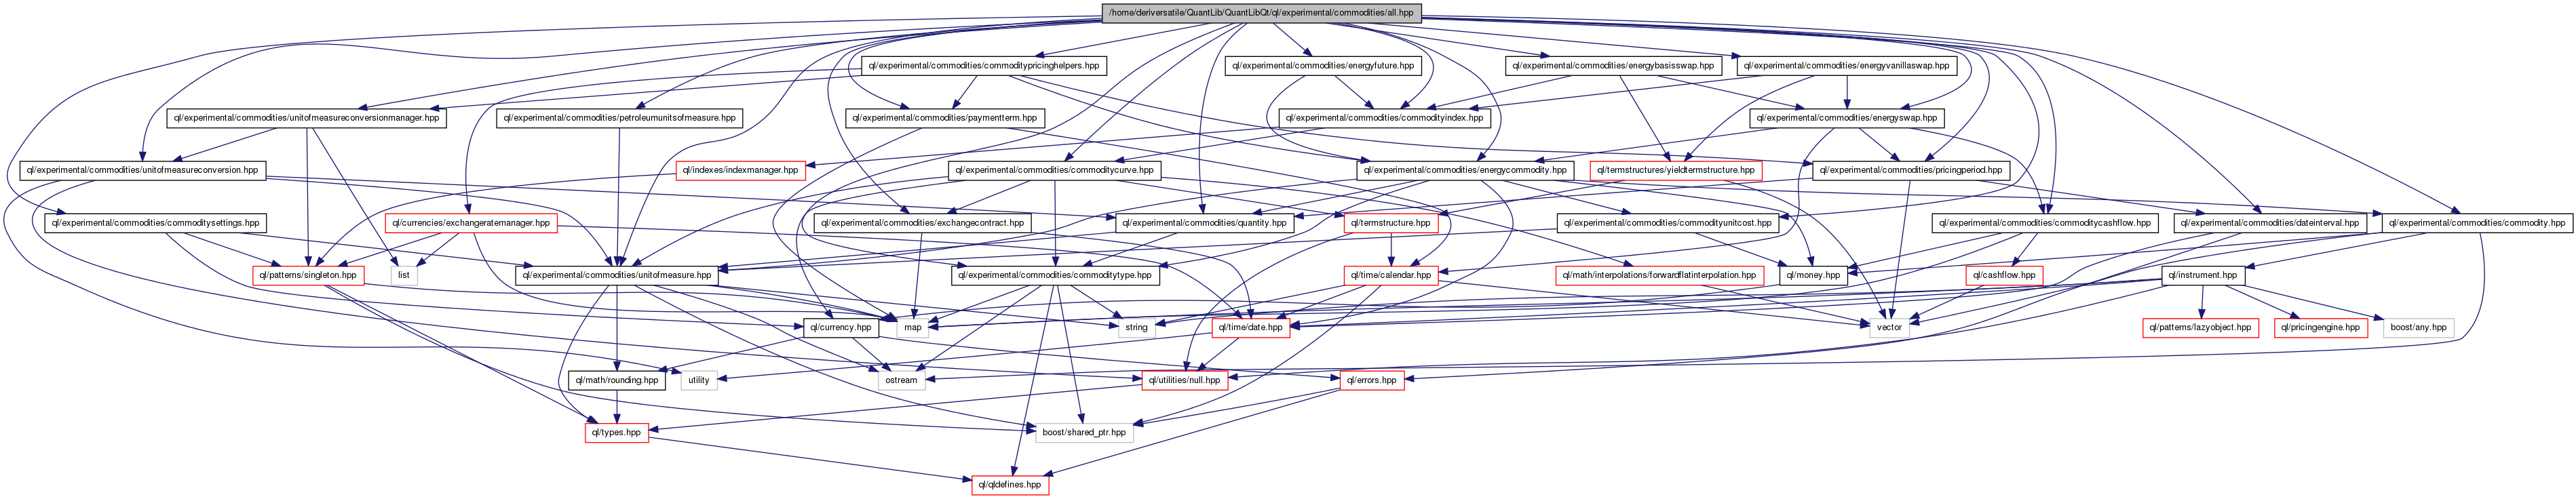 /home/deriversatile/QuantLib/QuantLibQt/ql/experimental/commodities/all.hpp
ql/experimental/commodities/commoditypricinghelpers.hpp
ql/experimental/commodities/energyfuture.hpp
ql/experimental/commodities/energybasisswap.hpp
ql/experimental/commodities/energyvanillaswap.hpp
ql/experimental/commodities/unitofmeasureconversionmanager.hpp
ql/experimental/commodities/petroleumunitsofmeasure.hpp
ql/experimental/commodities/paymentterm.hpp
ql/experimental/commodities/commodityindex.hpp
ql/experimental/commodities/energyswap.hpp
ql/experimental/commodities/unitofmeasureconversion.hpp
ql/indexes/indexmanager.hpp
ql/experimental/commodities/commoditycurve.hpp
ql/experimental/commodities/energycommodity.hpp
ql/termstructures/yieldtermstructure.hpp
ql/experimental/commodities/pricingperiod.hpp
ql/experimental/commodities/commoditysettings.hpp
ql/currencies/exchangeratemanager.hpp
ql/experimental/commodities/exchangecontract.hpp
ql/experimental/commodities/quantity.hpp
ql/termstructure.hpp
ql/experimental/commodities/commodityunitcost.hpp
ql/experimental/commodities/commoditycashflow.hpp
ql/experimental/commodities/dateinterval.hpp
ql/experimental/commodities/commodity.hpp
ql/patterns/singleton.hpp
list
ql/experimental/commodities/unitofmeasure.hpp
ql/experimental/commodities/commoditytype.hpp
ql/time/calendar.hpp
ql/math/interpolations/forwardflatinterpolation.hpp
ql/money.hpp
ql/cashflow.hpp
ql/instrument.hpp
ql/currency.hpp
map
string
ql/time/date.hpp
vector
ql/patterns/lazyobject.hpp
ql/pricingengine.hpp
boost/any.hpp
ql/math/rounding.hpp
utility
ostream
ql/utilities/null.hpp
ql/errors.hpp
ql/types.hpp
boost/shared_ptr.hpp
ql/qldefines.hpp